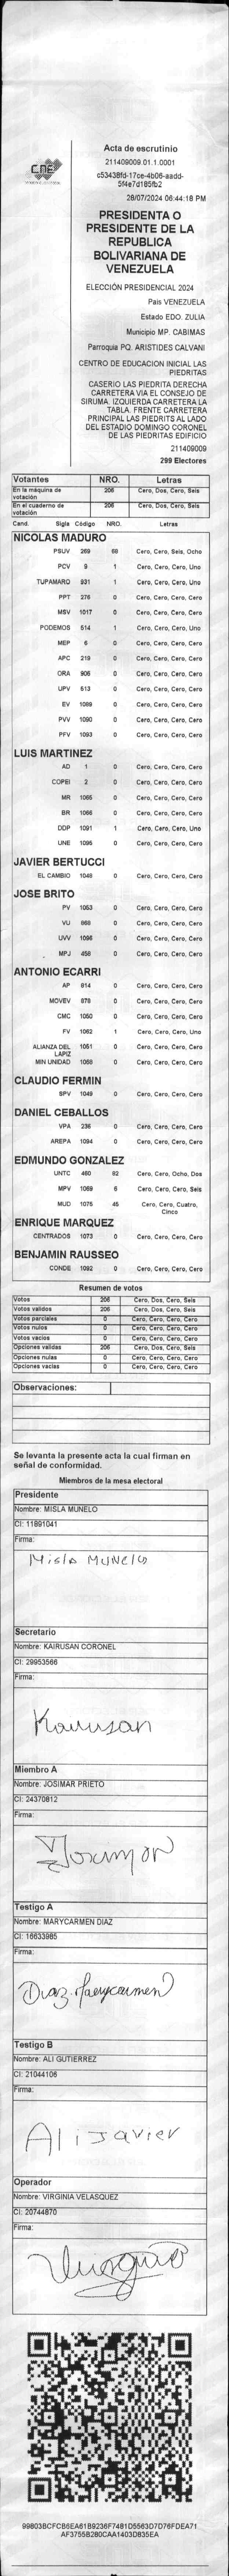 CNE
Acta de escrutinio
211409009.01.1.0001
c53438fd-17ce-4b06-aadd-
5f4e7d185fb2
28/07/2024 06:44:18 PM
PRESIDENTA O
PRESIDENTE DE LA
REPUBLICA
BOLIVARIANA DE
VENEZUELA
ELECCIÓN PRESIDENCIAL 2024
Pais VENEZUELA
Estado EDO. ZULIA
Municipio MP. CABIMAS
Parroquia PQ. ARISTIDES CALVANI
CENTRO DE EDUCACION INICIAL LAS
PIEDRITAS
CASERIO LAS PIEDRITA DERECHA
CARRETERA VIA EL CONSEJO DE
SIRUMA. IZQUIERDA CARRETERA LA
TABLA. FRENTE CARRETERA
PRINCIPAL LAS PIEDRITS AL LADO
DEL ESTADIO DOMINGO CORONEL
DE LAS PIEDRITAS EDIFICIO
211409009
299 Electores
Votantes NRO. Letras
En la máquina de votación 206 Cero, Dos, Cero, Seis
En el cuaderno de votación 206 Cero, Dos, Cero, Seis
Cand. Sigla Código NRO. Letras
NICOLAS MADURO
PSUV 269 68 Cero, Cero, Seis, Ocho
PCV 9 1 Cero, Cero, Cero, Uno
TUPAMARO 931 1 Cero, Cero, Cero, Uno
PPT 276 0 Cero, Cero, Cero, Cero
MSV 1017 0 Cero, Cero, Cero, Cero
PODEMOS 514 1 Cero, Cero, Cero, Uno
MEP 6 0 Cero, Cero, Cero, Cero
APC 219 0 Cero, Cero, Cero, Cero
ORA 906 0 Cero, Cero, Cero, Cero
UPV 513 0 Cero, Cero, Cero, Cero
EV 1089 0 Cero, Cero, Cero, Cero
PVV 1090 0 Cero, Cero, Cero, Cero
PFV 1093 0 Cero, Cero, Cero, Cero
LUIS MARTINEZ
AD 1 0 Cero, Cero, Cero, Cero
COPEI 2 0 Cero, Cero, Cero, Cero
MR 1065 0 Cero, Cero, Cero, Cero
BR 1066 0 Cero, Cero, Cero, Cero
DDP 1091 1 Cero, Cero, Cero, Uno
UNE 1095 0 Cero, Cero, Cero, Cero
JAVIER BERTUCCI
EL CAMBIO 1048 0 Cero, Cero, Cero, Cero
JOSE BRITO
PV 1053 0 Cero, Cero, Cero, Cero
VU 868 0 Cero, Cero, Cero, Cero
UVV 1096 0 Cero, Cero, Cero, Cero
MPJ 458 0 Cero, Cero, Cero, Cero
ANTONIO ECARRI
AP 814 0 Cero, Cero, Cero, Cero
MOVEV 878 0 Cero, Cero, Cero, Cero
CMC 1050 0 Cero, Cero, Cero, Cero
FV 1062 1 Cero, Cero, Cero, Uno
ALIANZA DEL LAPIZ 1051 0 Cero, Cero, Cero, Cero
MIN UNIDAD 1058 0 Cero, Cero, Cero, Cero
CLAUDIO FERMIN
SPV 1049 0 Cero, Cero, Cero, Cero
DANIEL CEBALLOS
VPA 236 0 Cero, Cero, Cero, Cero
AREPA 1094 0 Cero, Cero, Cero, Cero
EDMUNDO GONZALEZ
UNTC 460 82 Cero, Cero, Ocho, Dos
MPV 1069 6 Cero, Cero, Cero, Seis
MUD 1075 45 Cero, Cero, Cuatro, Cinco
ENRIQUE MARQUEZ
CENTRADOS 1073 0 Cero, Cero, Cero, Cero
BENJAMIN RAUSSEO
CONDE 1092 0 Cero, Cero, Cero, Cero
Resumen de votos
Votos 206 Cero, Dos, Cero, Seis
Votos validos 206 Cero, Dos, Cero, Seis
Votos parciales 0 Cero, Cero, Cero, Cero
Votos nulos 0 Cero, Cero, Cero, Cero
Votos vacios 0 Cero, Cero, Cero, Cero
Opciones validas 206 Cero, Dos, Cero, Seis
Opciones nulas 0 Cero, Cero, Cero, Cero
Opciones vacias 0 Cero, Cero, Cero, Cero
Observaciones:
Se levanta la presente acta la cual firman en
señal de conformidad.
Miembros de la mesa electoral
Presidente
Nombre: MISLA MUNELO
CI: 11891041
Firma:
Misla MUNELO
Secretario
Nombre: KAIRUSAN CORONEL
CI: 29953566
Firma:
Kairusan
Miembro A
Nombre: JOSIMAR PRIETO
CI: 24370812
Firma:
Josimar
Testigo A
Nombre: MARYCARMEN DIAZ
CI: 16633985
Firma:
Diaz Marycarmen
Testigo B
Nombre: ALI GUTIERREZ
CI: 21044106
Firma:
Ali Javier
Operador
Nombre: VIRGINIA VELASQUEZ
CI: 20744870
Firma:
99803BCFCB6EA61B9236F7481D5563D7D76FDEA71
AF3755B280CAA1403D835EA